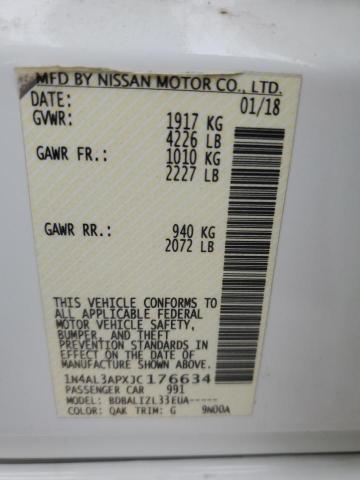 MFD BY NISSAN MOTOR CO., LTD.
DATE: 01/18
GVWR: 1917 KG
4226 LB
GAWR FR.: 1010 KG
2227 LB
GAWR RR.: 940 KG
2072 LB
THIS VEHICLE CONFORMS TO
ALL APPLICABLE FEDERAL
MOTOR VEHICLE SAFETY,
BUMPER, AND THEFT
PREVENTION STANDARDS IN
EFFECT ON THE DATE OF
MANUFACTURE SHOWN ABOVE.
1N4AL3APXJC176634
PASSENGER CAR 991
MODEL: BDBALIZL33EUA-----
COLOR: QAK TRIM: G 9N00A